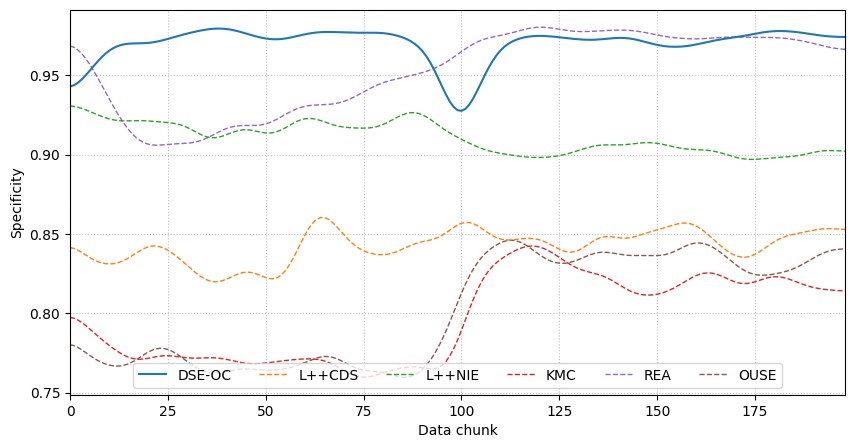 Specificity
0.95
0.90
0.85
0.80
0.75
DSE-OC L++CDS L++NIE KMC REA OUSE
0 25 50 75 100 125 150 175
Data chunk